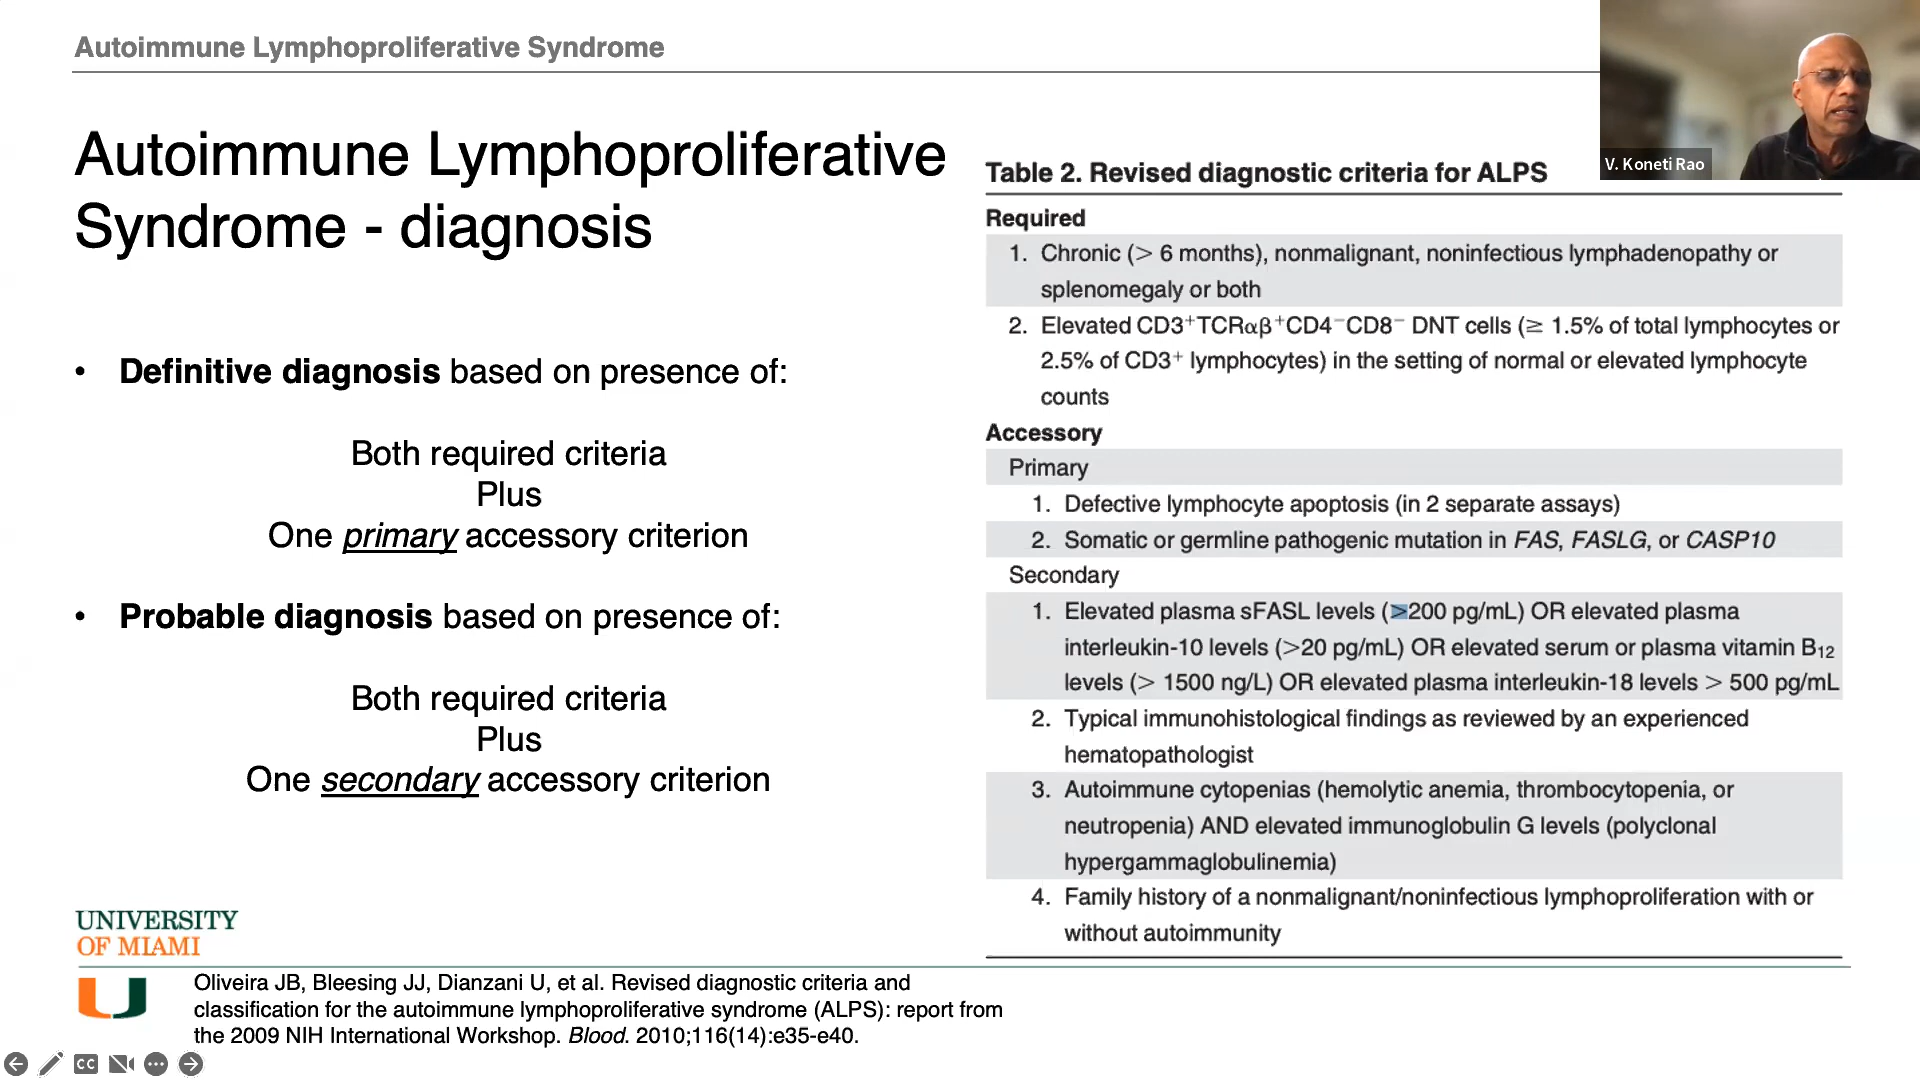 Autoimmune Lymphoproliferative Syndrome
V. Koneti Rao
Autoimmune Lymphoproliferative
Syndrome - diagnosis
• Definitive diagnosis based on presence of:
Both required criteria
Plus
One primary accessory criterion
• Probable diagnosis based on presence of:
Both required criteria
Plus
One secondary accessory criterion
Table 2. Revised diagnostic criteria for ALPS
Required
1. Chronic (> 6 months), nonmalignant, noninfectious lymphadenopathy or
splenomegaly or both
2. Elevated CD3⁺TCRαβ⁺CD4⁻CD8⁻ DNT cells (≥ 1.5% of total lymphocytes or
2.5% of CD3⁺ lymphocytes) in the setting of normal or elevated lymphocyte
counts
Accessory
Primary
1. Defective lymphocyte apoptosis (in 2 separate assays)
2. Somatic or germline pathogenic mutation in FAS, FASLG, or CASP10
Secondary
1. Elevated plasma sFASL levels (>200 pg/mL) OR elevated plasma
interleukin-10 levels (>20 pg/mL) OR elevated serum or plasma vitamin B₁₂
levels (> 1500 ng/L) OR elevated plasma interleukin-18 levels > 500 pg/mL
2. Typical immunohistological findings as reviewed by an experienced
hematopathologist
3. Autoimmune cytopenias (hemolytic anemia, thrombocytopenia, or
neutropenia) AND elevated immunoglobulin G levels (polyclonal
hypergammaglobulinemia)
4. Family history of a nonmalignant/noninfectious lymphoproliferation with or
without autoimmunity
UNIVERSITY
OF MIAMI
U
Oliveira JB, Bleesing JJ, Dianzani U, et al. Revised diagnostic criteria and
classification for the autoimmune lymphoproliferative syndrome (ALPS): report from
the 2009 NIH International Workshop. Blood. 2010;116(14):e35-e40.
CC